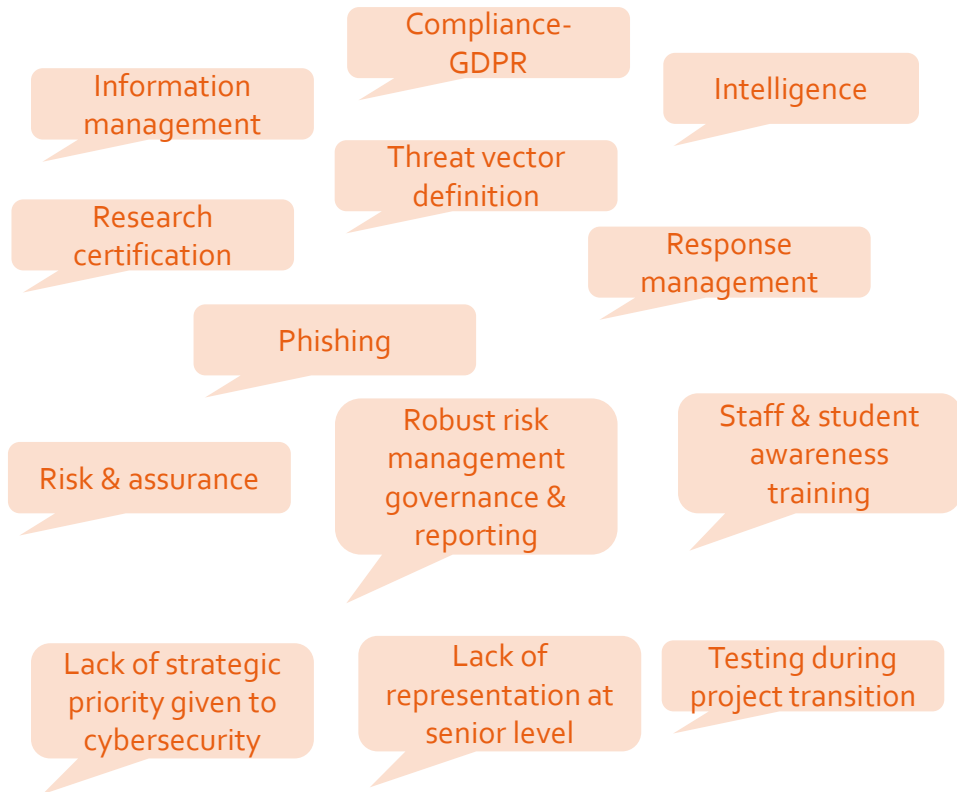 Compliance-
GDPR
Information
management
Intelligence
Threat vector
definition
Research
certification
Response
management
Phishing
Robust risk
management
governance &
reporting
Staff & student
awareness
training
Risk & assurance
Lack of strategic
priority given to
cybersecurity
Lack of
representation at
senior level
Testing during
project transition